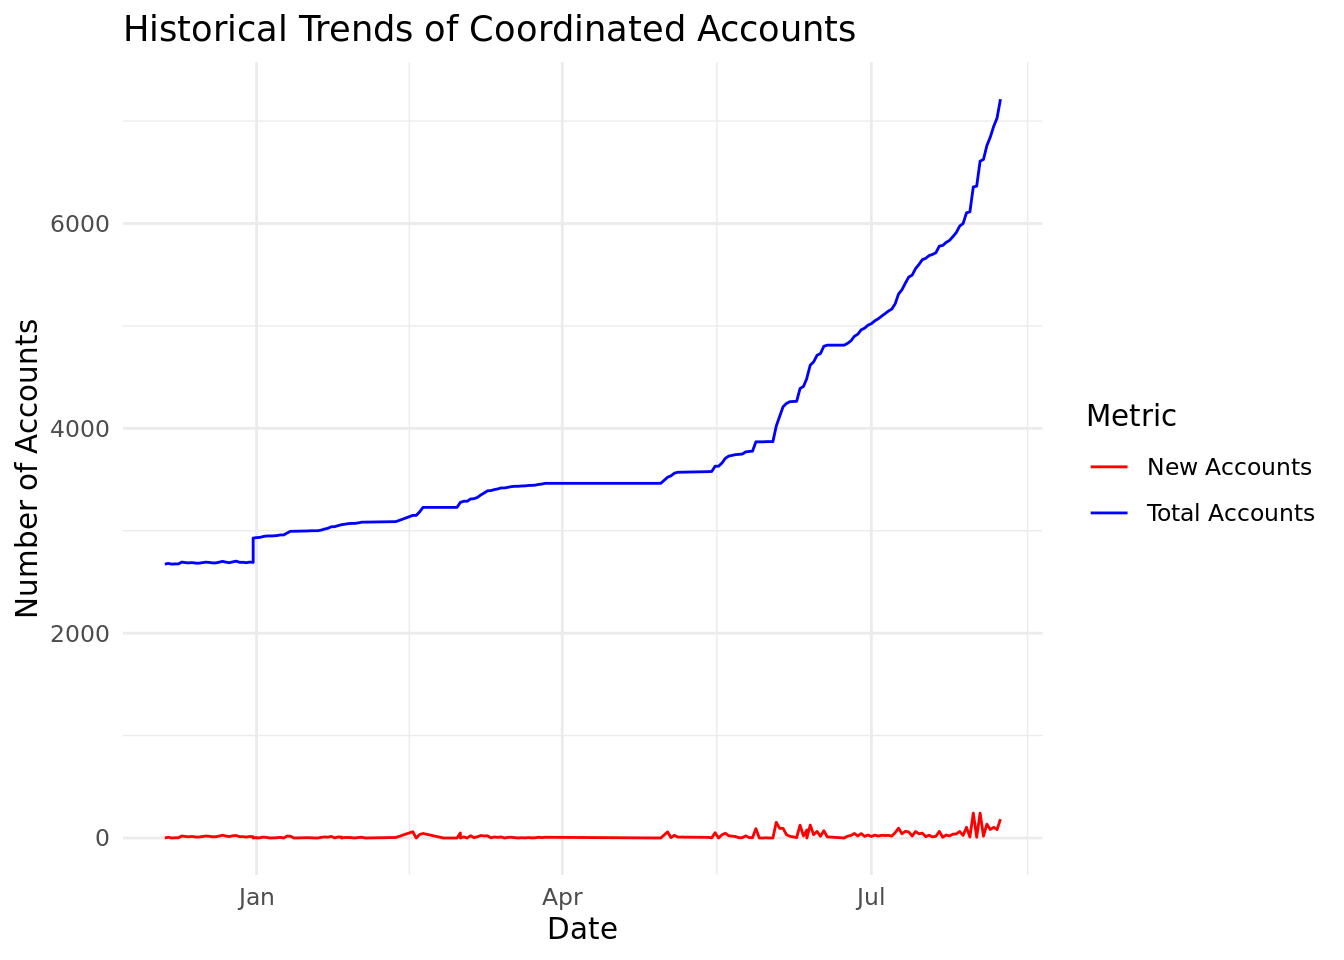 Historical Trends of Coordinated Accounts
Number of Accounts
6000
4000
2000
0
Jan
Apr
Jul
Date
Metric
New Accounts
Total Accounts